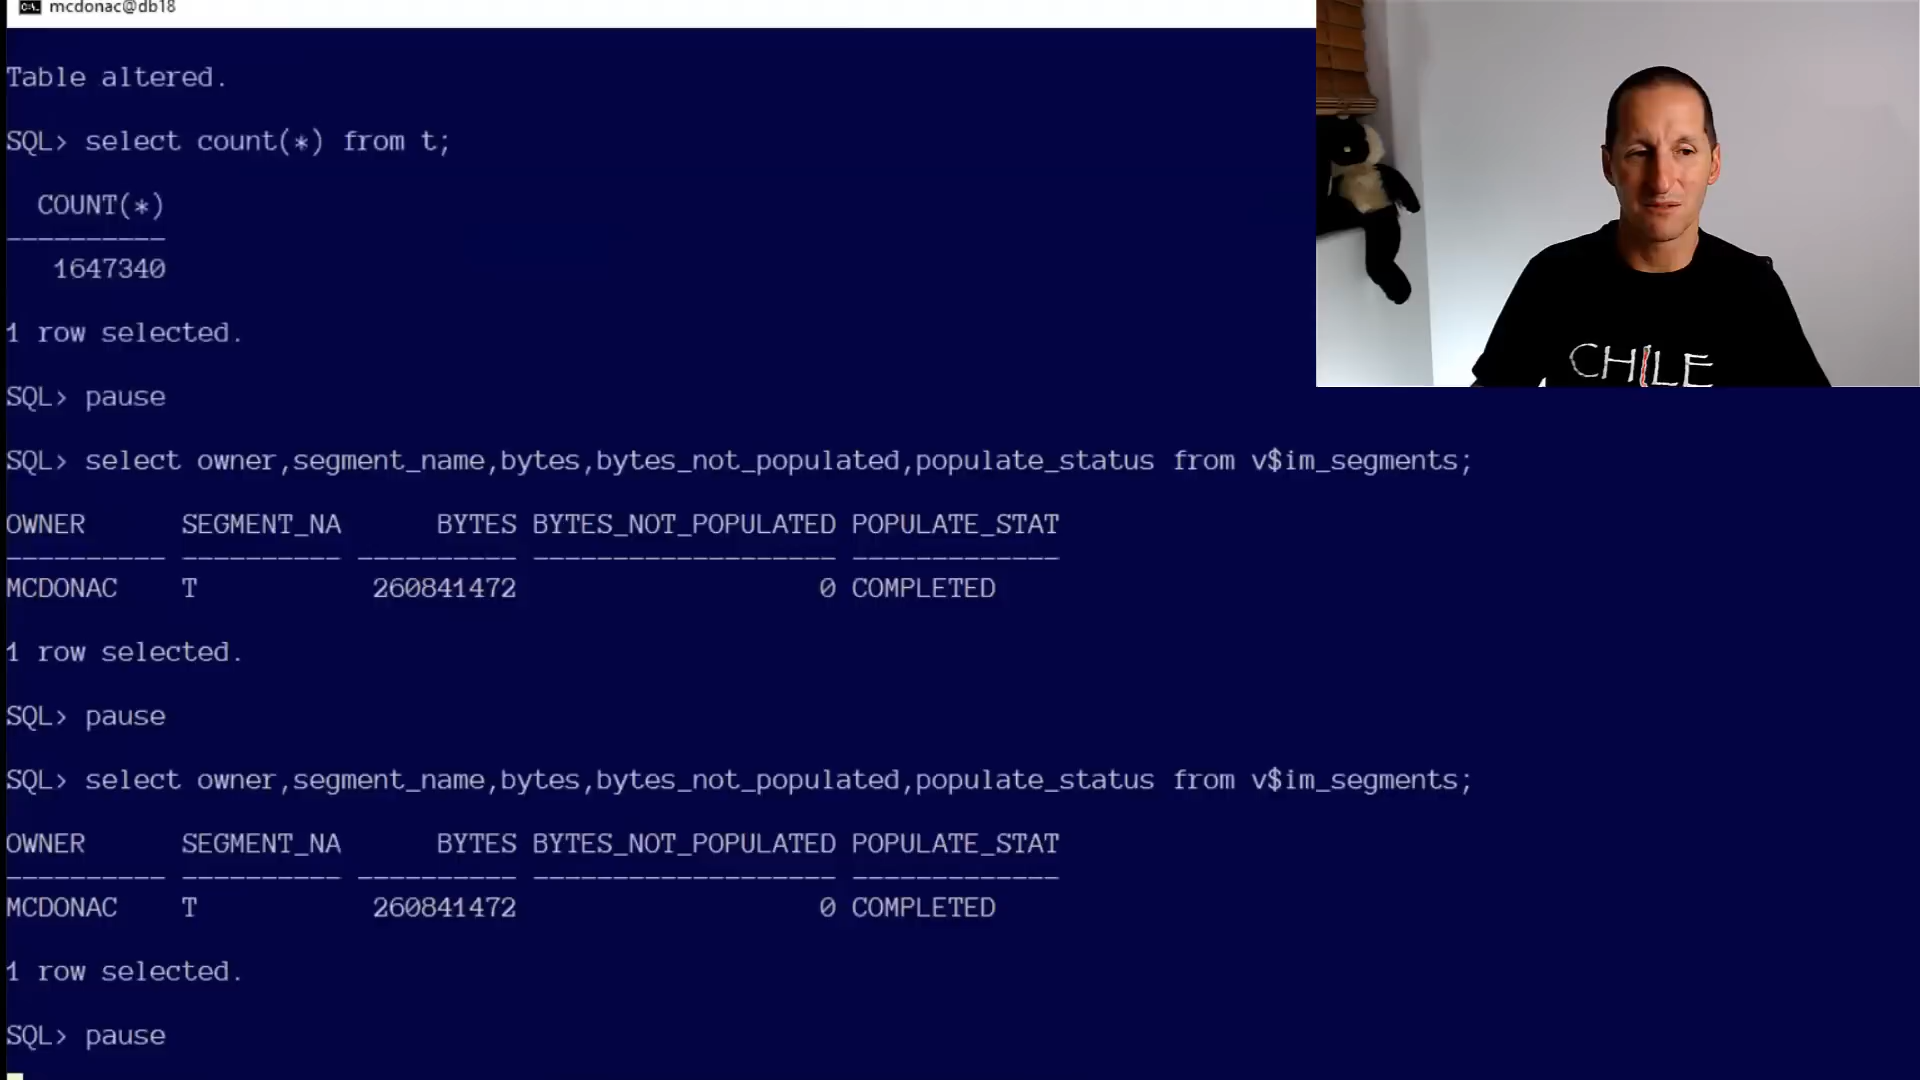 mcdonac@db18
Table altered.
SQL> select count(*) from t;
COUNT(*)
----------
1647340
1 row selected.
SQL> pause
SQL> select owner,segment_name,bytes,bytes_not_populated,populate_status from v$im_segments;
OWNER SEGMENT_NA BYTES BYTES_NOT_POPULATED POPULATE_STAT
---------- ---------- ---------- ------------------- -------------
MCDONAC T 260841472 0 COMPLETED
1 row selected.
SQL> pause
SQL> select owner,segment_name,bytes,bytes_not_populated,populate_status from v$im_segments;
OWNER SEGMENT_NA BYTES BYTES_NOT_POPULATED POPULATE_STAT
---------- ---------- ---------- ------------------- -------------
MCDONAC T 260841472 0 COMPLETED
1 row selected.
SQL> pause
CHILE